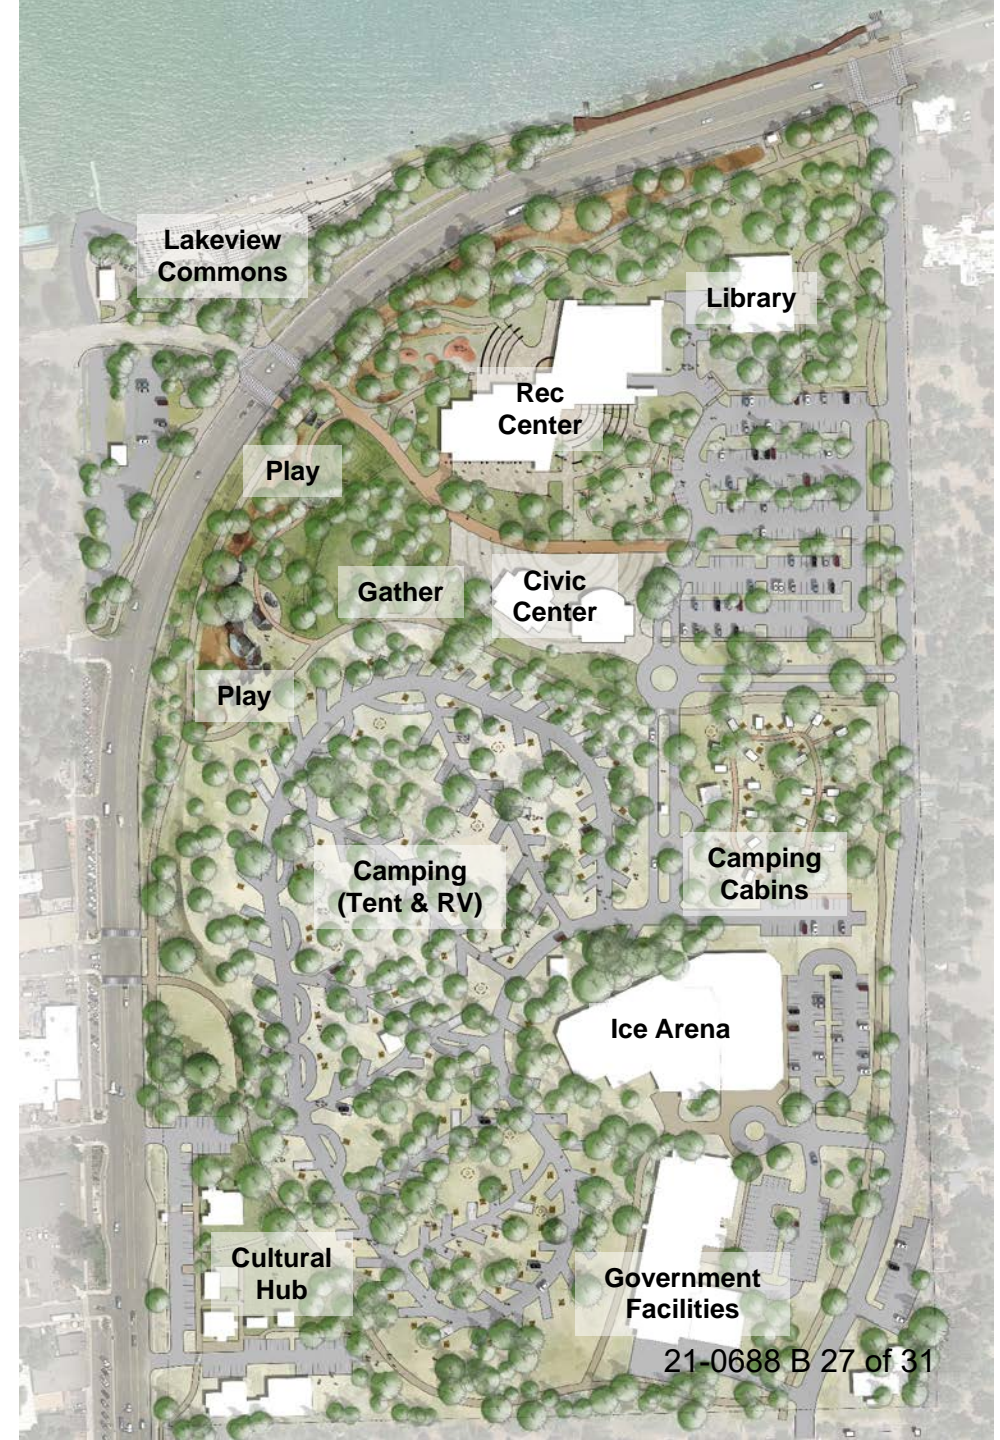 Lakeview
Commons
Library
Rec
Center
Play
Gather
Civic
Center
Play
Camping
(Tent & RV)
Camping
Cabins
Ice Arena
Cultural
Hub
Government
Facilities
21-0688 B 27 of 31